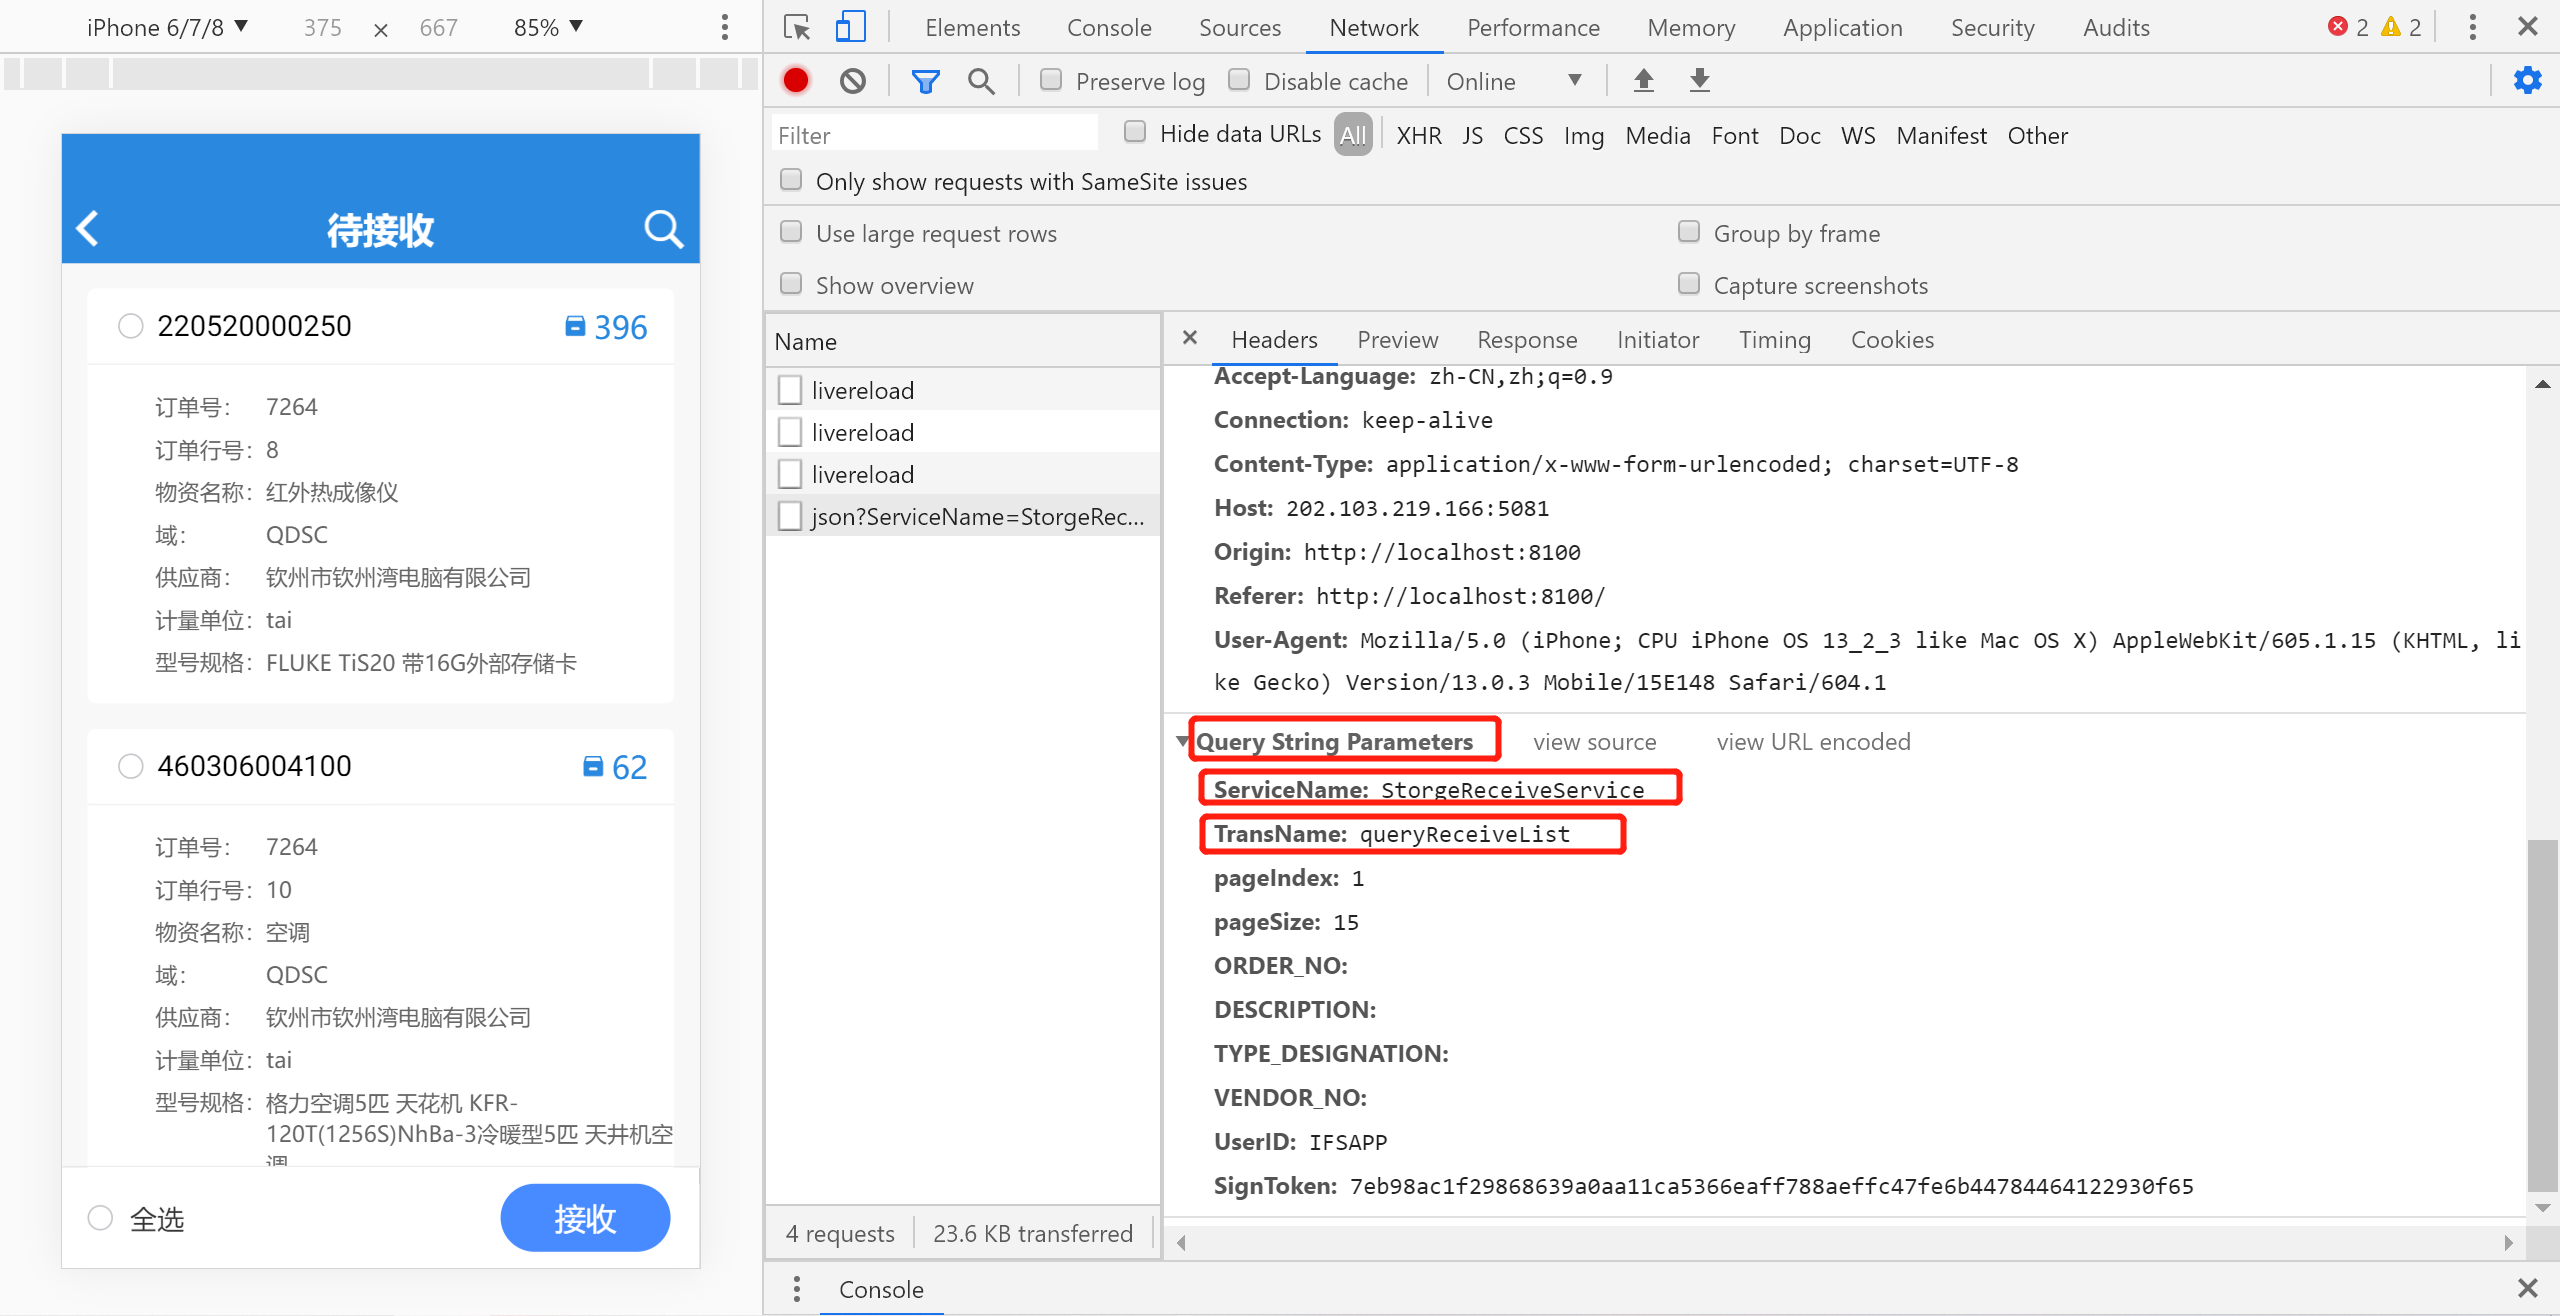 iPhone 6/7/8 ▼ 375 × 667 85% ▼
待接收
220520000250 396
订单号： 7264
订单行号： 8
物资名称： 红外热成像仪
域： QDSC
供应商： 钦州市钦州湾电脑有限公司
计量单位： tai
型号规格： FLUKE TiS20 带16G外部存储卡
460306004100 62
订单号： 7264
订单行号： 10
物资名称： 空调
域： QDSC
供应商： 钦州市钦州湾电脑有限公司
计量单位： tai
型号规格： 格力空调5匹 天花机 KFR-
120T(1256S)NhBa-3冷暖型5匹 天井机空
调
全选 接收
Elements Console Sources Network Performance Memory Application Security Audits 2 2
Preserve log Disable cache Online ▼
Filter Hide data URLs All XHR JS CSS Img Media Font Doc WS Manifest Other
Only show requests with SameSite issues
Use large request rows Group by frame
Show overview Capture screenshots
Name
livereload
livereload
livereload
json?ServiceName=StorgeRec...
4 requests 23.6 KB transferred
Headers Preview Response Initiator Timing Cookies
Accept-Language: zh-CN,zh;q=0.9
Connection: keep-alive
Content-Type: application/x-www-form-urlencoded; charset=UTF-8
Host: 202.103.219.166:5081
Origin: http://localhost:8100
Referer: http://localhost:8100/
User-Agent: Mozilla/5.0 (iPhone; CPU iPhone OS 13_2_3 like Mac OS X) AppleWebKit/605.1.15 (KHTML, li
ke Gecko) Version/13.0.3 Mobile/15E148 Safari/604.1
Query String Parameters view source view URL encoded
ServiceName: StorgeReceiveService
TransName: queryReceiveList
pageIndex: 1
pageSize: 15
ORDER_NO:
DESCRIPTION:
TYPE_DESIGNATION:
VENDOR_NO:
UserID: IFSAPP
SignToken: 7eb98ac1f29868639a0aa11ca5366eaff788aeffc47fe6b44784464122930f65
Console